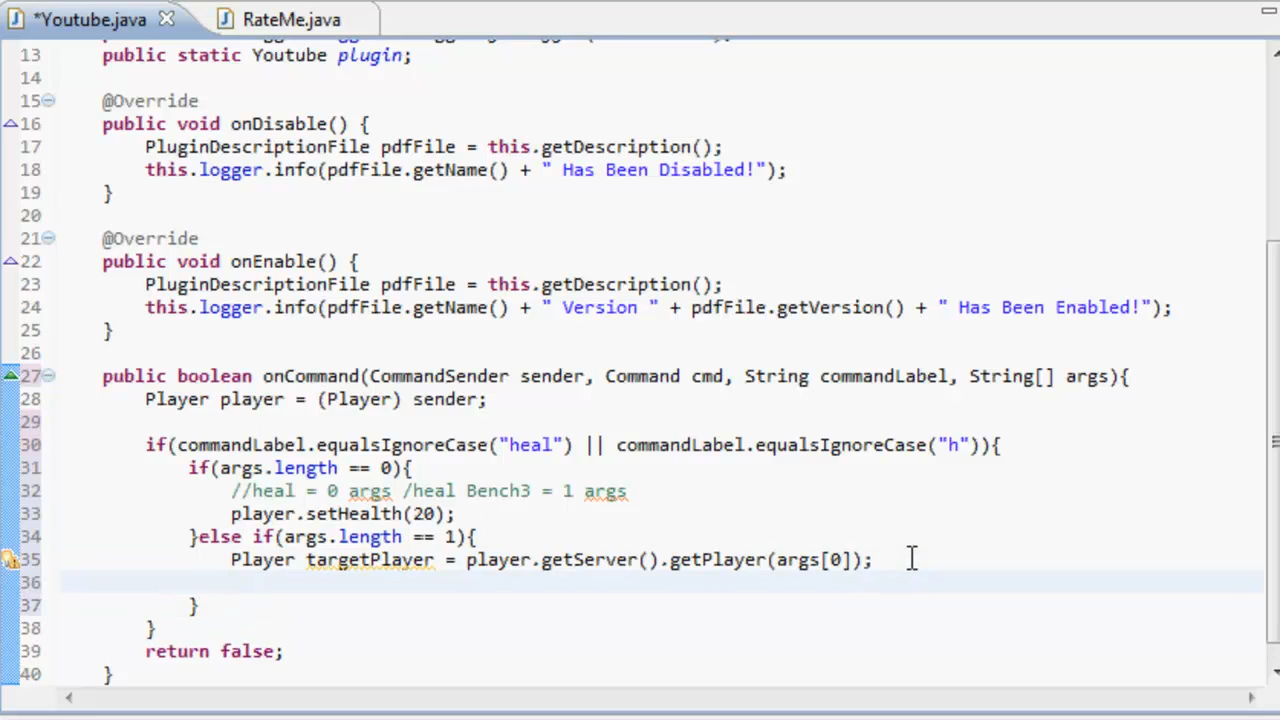 *Youtube.java RateMe.java
13 public static Youtube plugin;
14
15 @Override
16 public void onDisable() {
17 PluginDescriptionFile pdfFile = this.getDescription();
18 this.logger.info(pdfFile.getName() + " Has Been Disabled!");
19 }
20
21 @Override
22 public void onEnable() {
23 PluginDescriptionFile pdfFile = this.getDescription();
24 this.logger.info(pdfFile.getName() + " Version " + pdfFile.getVersion() + " Has Been Enabled!");
25 }
26
27 public boolean onCommand(CommandSender sender, Command cmd, String commandLabel, String[] args){
28 Player player = (Player) sender;
29
30 if(commandLabel.equalsIgnoreCase("heal") || commandLabel.equalsIgnoreCase("h")){
31 if(args.length == 0){
32 //heal = 0 args /heal Bench3 = 1 args
33 player.setHealth(20);
34 }else if(args.length == 1){
35 Player targetPlayer = player.getServer().getPlayer(args[0]);
36
37 }
38 }
39 return false;
40 }